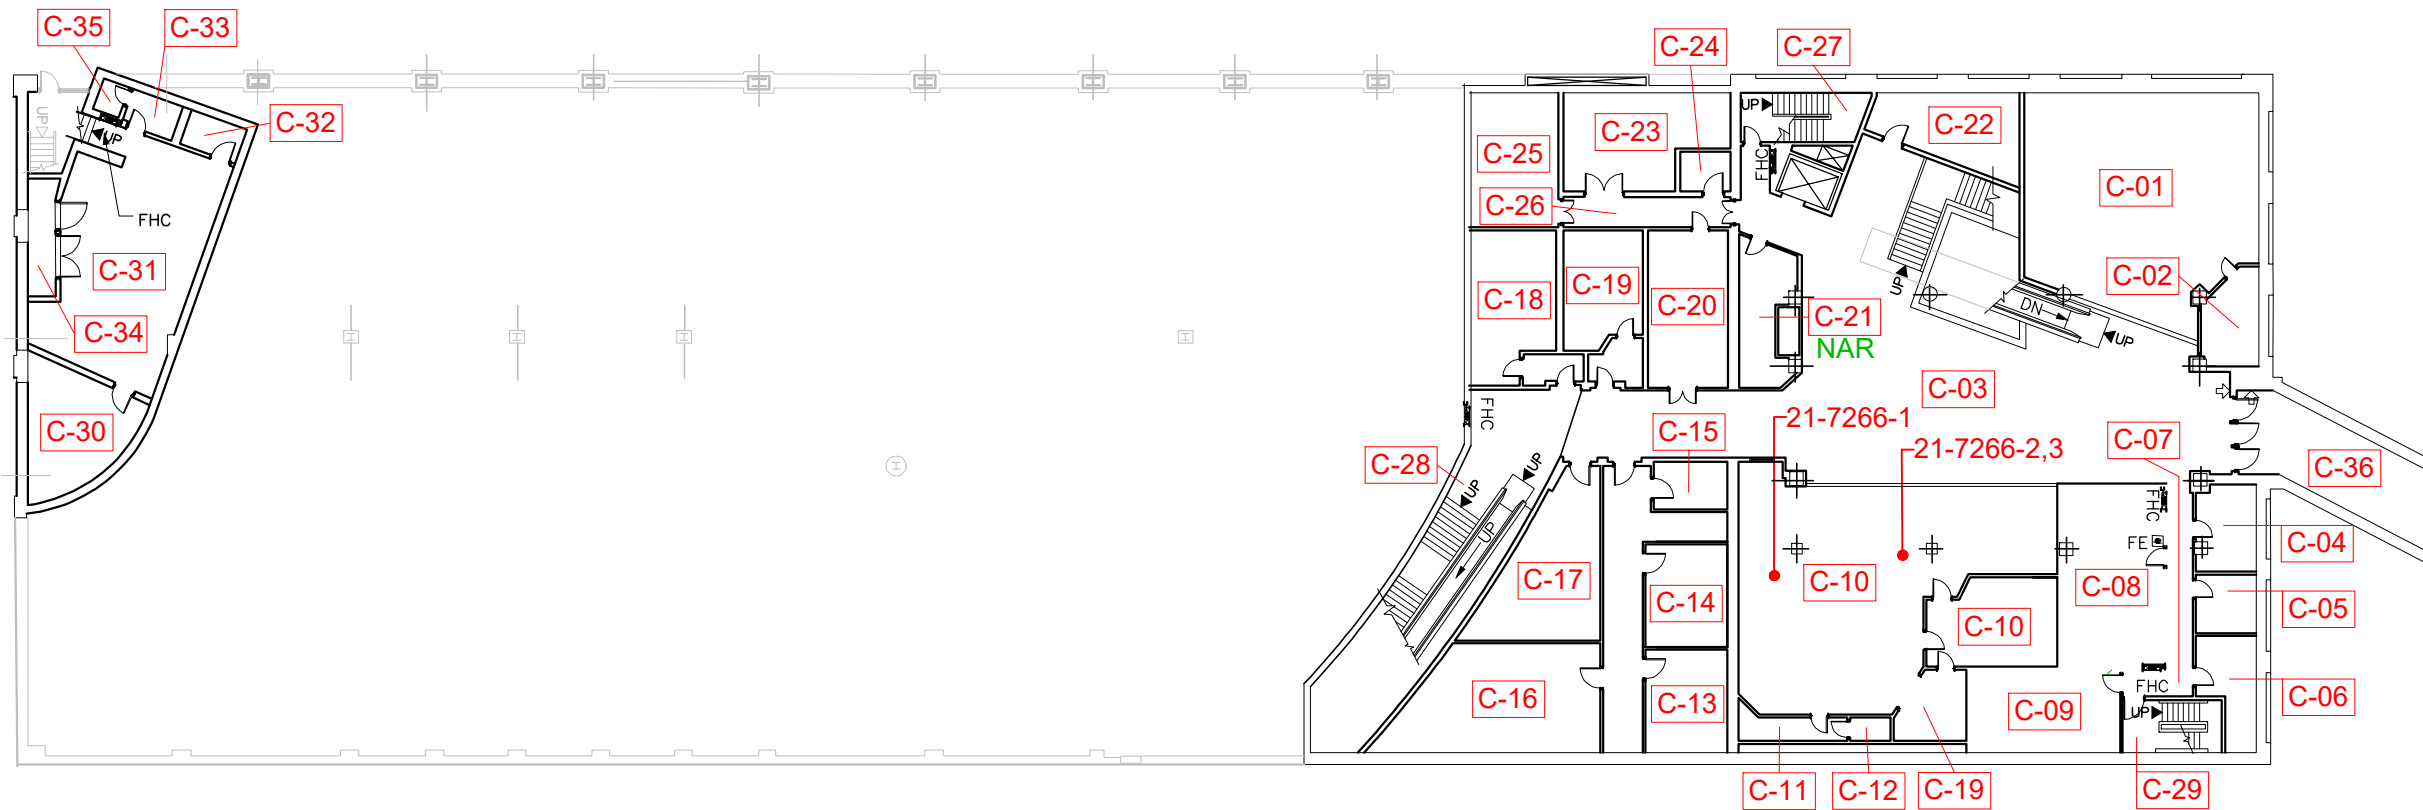 C-35
C-33
C-24
C-27
UP
UP
C-32
UP
C-23
C-22
C-25
FHC
C-01
C-26
FHC
C-31
C-02
C-19
C-18
C-20
UP
DN
C-34
C-21
UP
NAR
C-03
FHC
21-7266-1
C-30
C-15
C-07
21-7266-2,3
C-28
UP
C-36
UP
FHC
UP
FE
C-04
C-17
C-10
C-08
C-14
C-05
C-10
FHC
C-16
C-13
C-06
C-09
UP
C-11
C-12
C-19
C-29